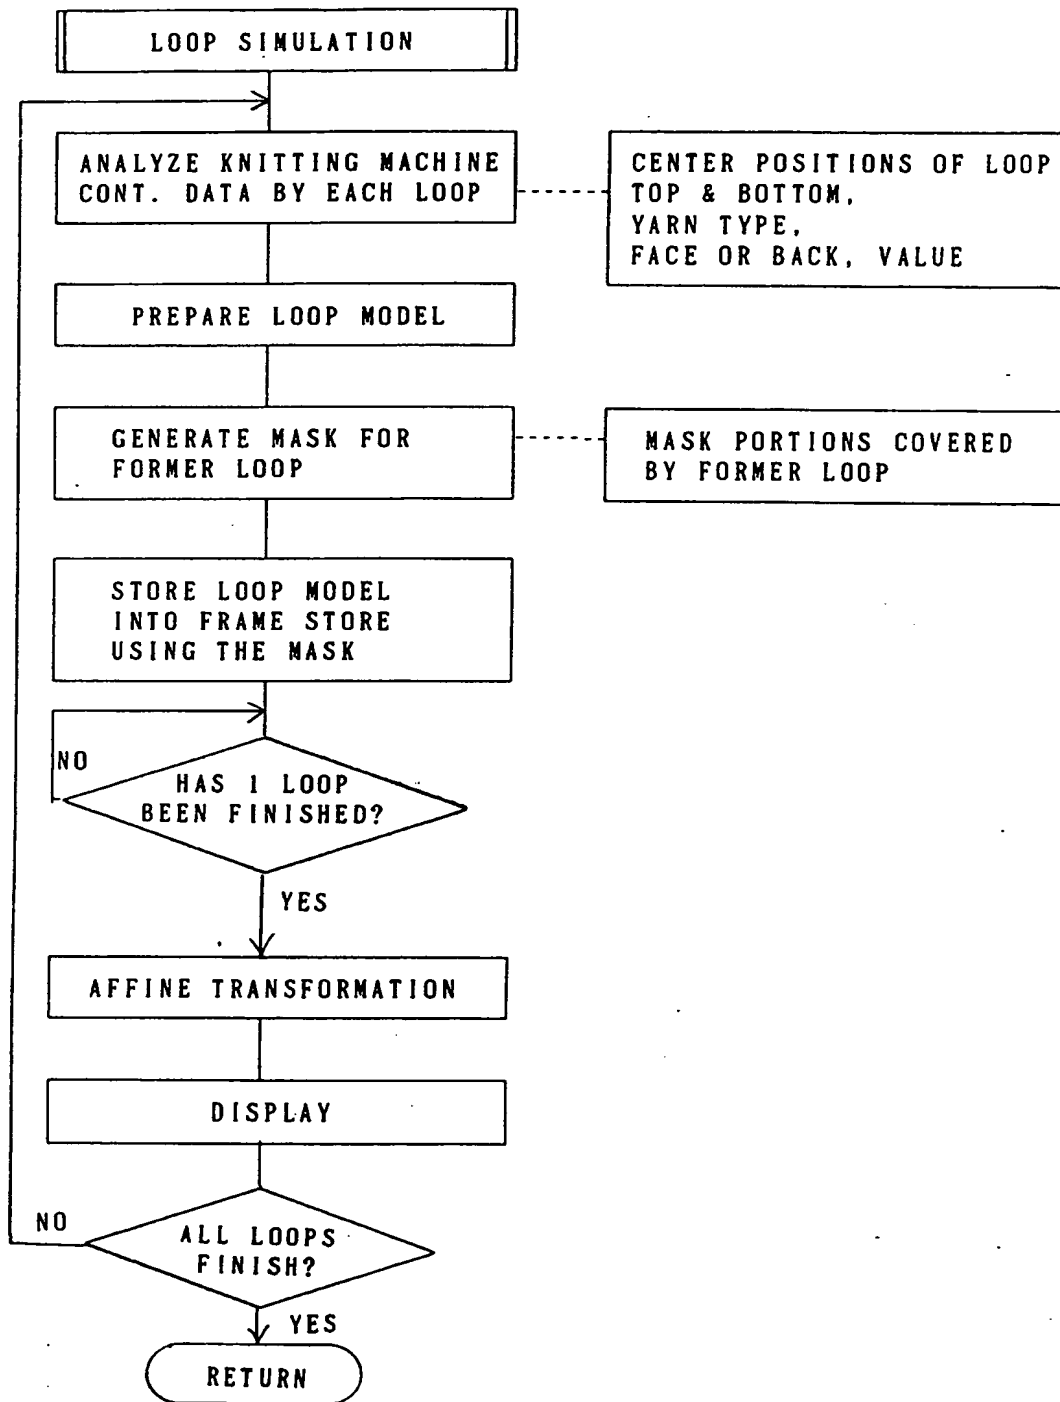 LOOP SIMULATION
ANALYZE KNITTING MACHINE
CONT. DATA BY EACH LOOP
CENTER POSITIONS OF LOOP
TOP & BOTTOM,
YARN TYPE,
FACE OR BACK, VALUE
PREPARE LOOP MODEL
GENERATE MASK FOR
FORMER LOOP
MASK PORTIONS COVERED
BY FORMER LOOP
STORE LOOP MODEL
INTO FRAME STORE
USING THE MASK
NO
HAS 1 LOOP
BEEN FINISHED?
YES
AFFINE TRANSFORMATION
DISPLAY
NO
ALL LOOPS
FINISH?
YES
RETURN